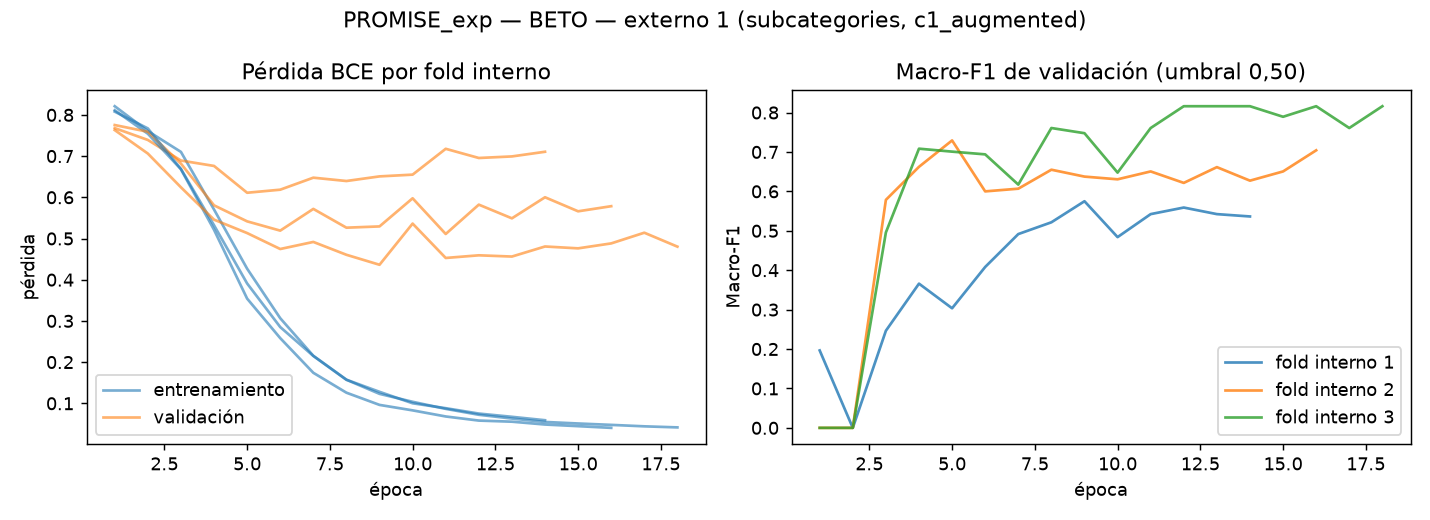 PROMISE_exp — BETO — externo 1 (subcategories, c1_augmented)
Pérdida BCE por fold interno
pérdida
0.8
0.7
0.6
0.5
0.4
0.3
0.2
0.1
entrenamiento
validación
2.5 5.0 7.5 10.0 12.5 15.0 17.5
época
Macro-F1 de validación (umbral 0,50)
Macro-F1
0.8
0.7
0.6
0.5
0.4
0.3
0.2
0.1
0.0
fold interno 1
fold interno 2
fold interno 3
2.5 5.0 7.5 10.0 12.5 15.0 17.5
época